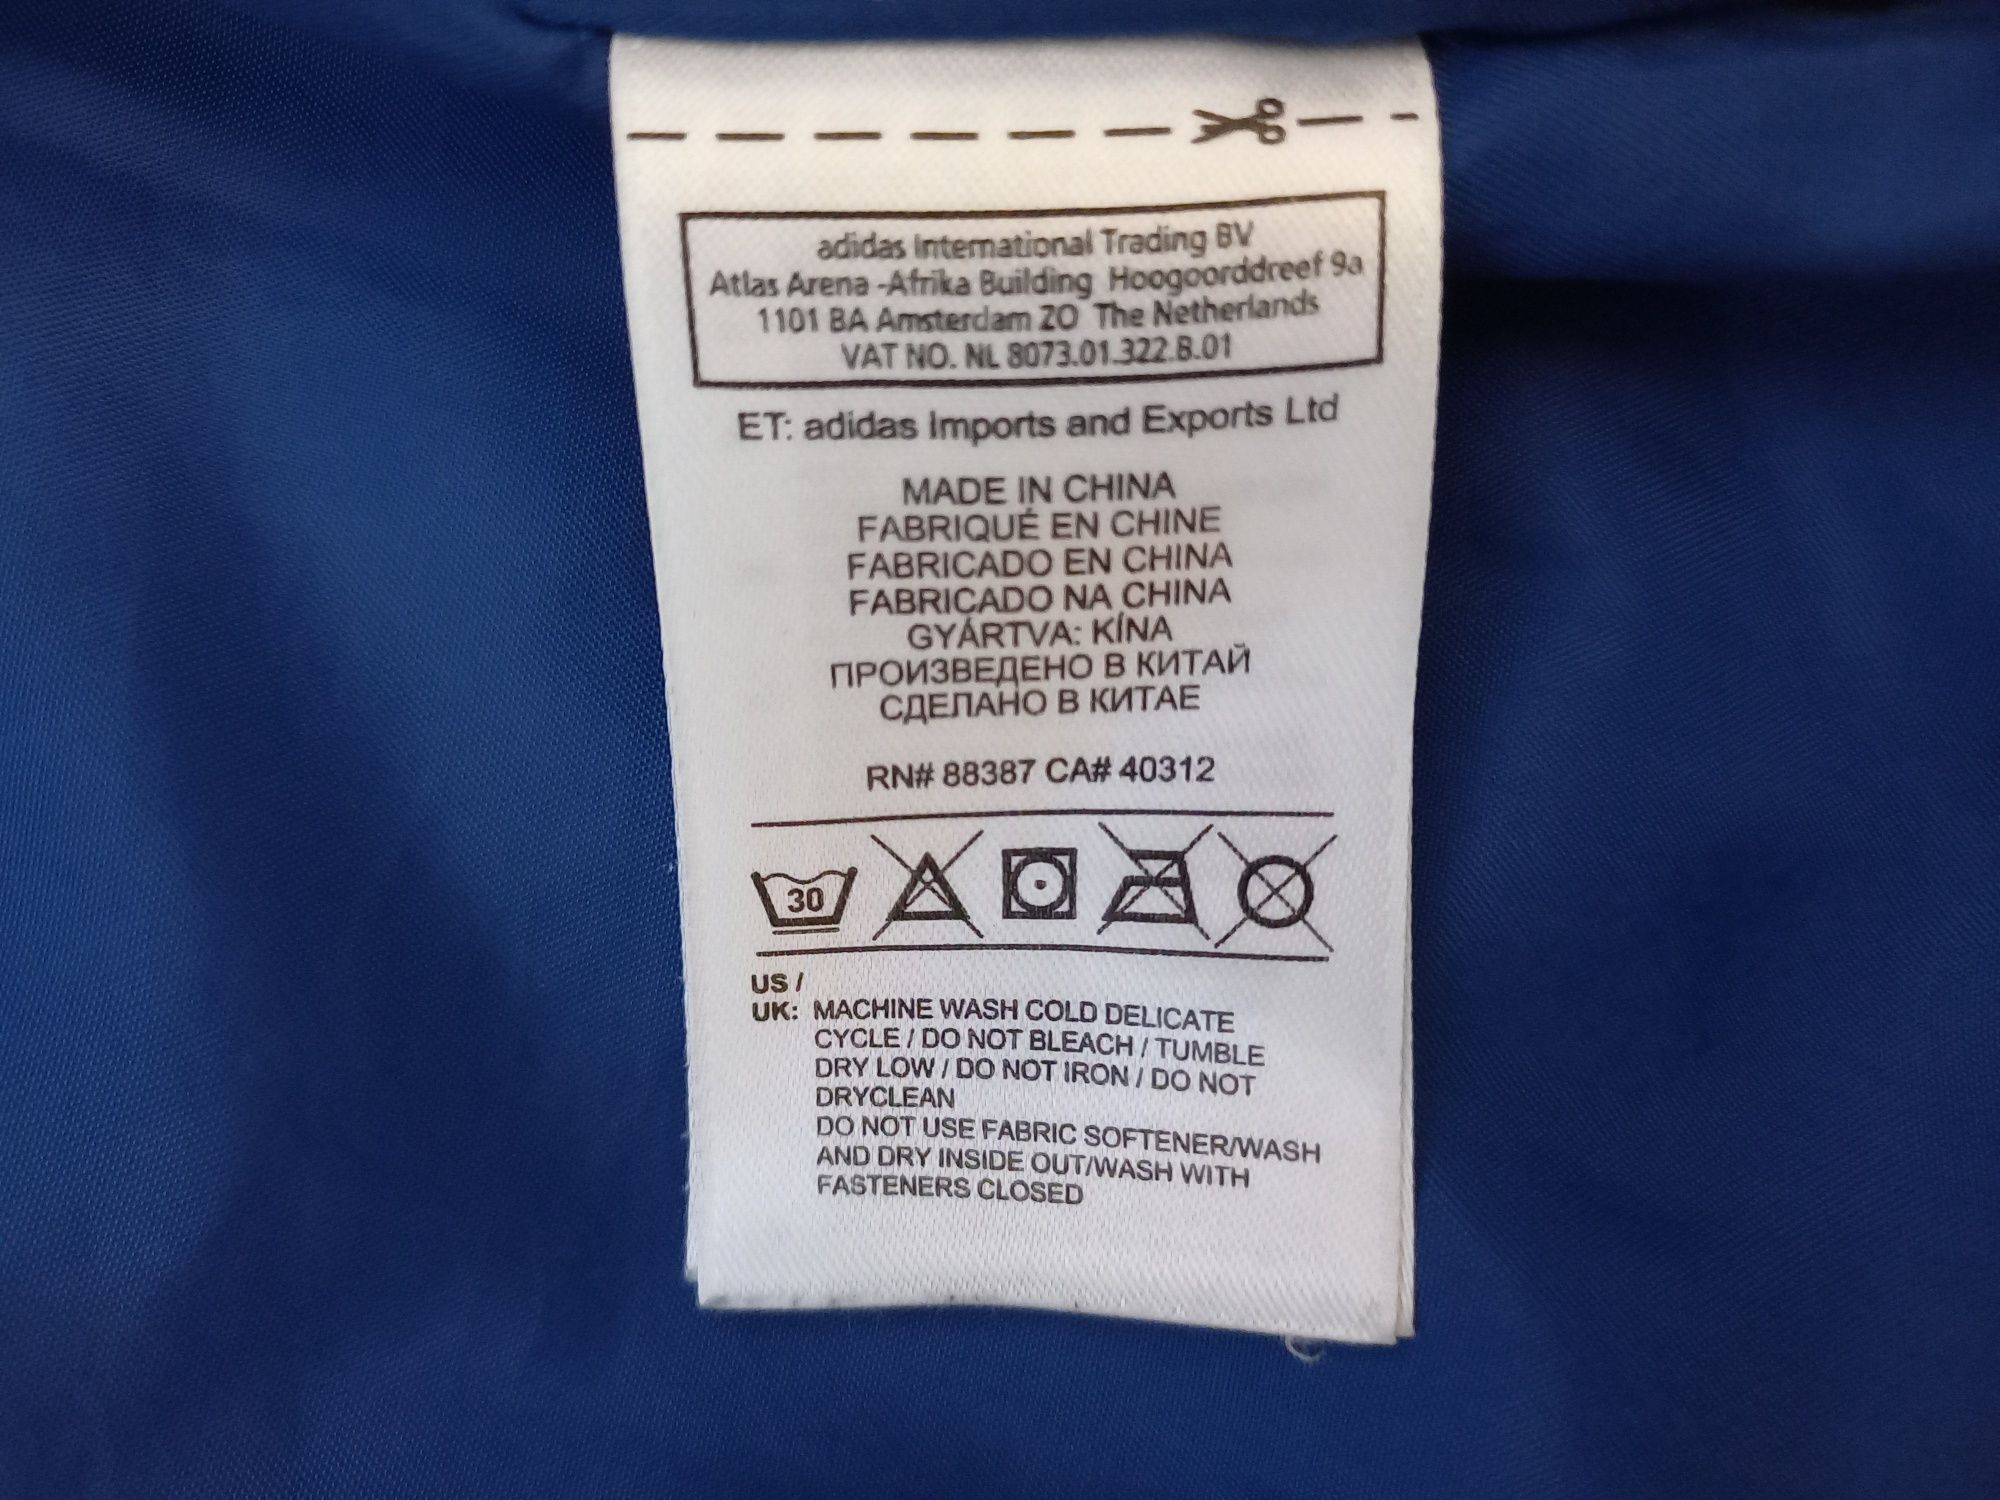 adidas International Trading BV
Atlas Arena -Afrika Building Hoogoorddreef 9a
1101 BA Amsterdam ZO The Netherlands
VAT NO. NL 8073.01.322.B.01
ET: adidas Imports and Exports Ltd
MADE IN CHINA
FABRIQUÉ EN CHINE
FABRICADO EN CHINA
FABRICADO NA CHINA
GYÁRTVA: KÍNA
ПРОИЗВЕДЕНО В КИТАЙ
СДЕЛАНО В КИТАЕ
RN# 88387 CA# 40312
30
US /
UK: MACHINE WASH COLD DELICATE
CYCLE / DO NOT BLEACH / TUMBLE
DRY LOW / DO NOT IRON / DO NOT
DRYCLEAN
DO NOT USE FABRIC SOFTENER/WASH
AND DRY INSIDE OUT/WASH WITH
FASTENERS CLOSED